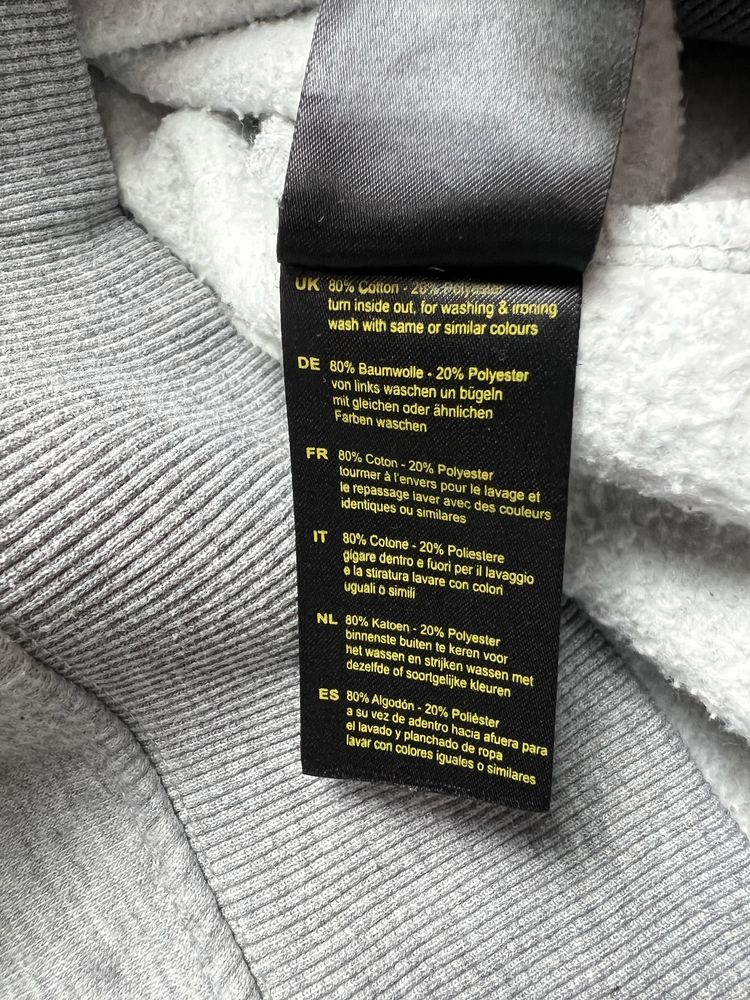 UK 80% Cotton - 20% Polyester
turn inside out, for washing & ironing
wash with same or similar colours
DE 80% Baumwolle - 20% Polyester
von links waschen un bügeln
mit gleichen oder ähnlichen
Farben waschen
FR 80% Coton - 20% Polyester
tourner à l'envers pour le lavage et
le repassage laver avec des couleurs
identiques ou similares
IT 80% Cotone - 20% Poliestere
gigare dentro e fuori per il lavaggio
e la stiratura lavare con colori
uguali o simili
NL 80% Katoen - 20% Polyester
binnenste buiten te keren voor
het wassen en strijken wassen met
dezelfde of soortgelijke kleuren
ES 80% Algodón - 20% Poliéster
a su vez de adentro hacia afuera para
el lavado y planchado de ropa
lavar con colores iguales o similares